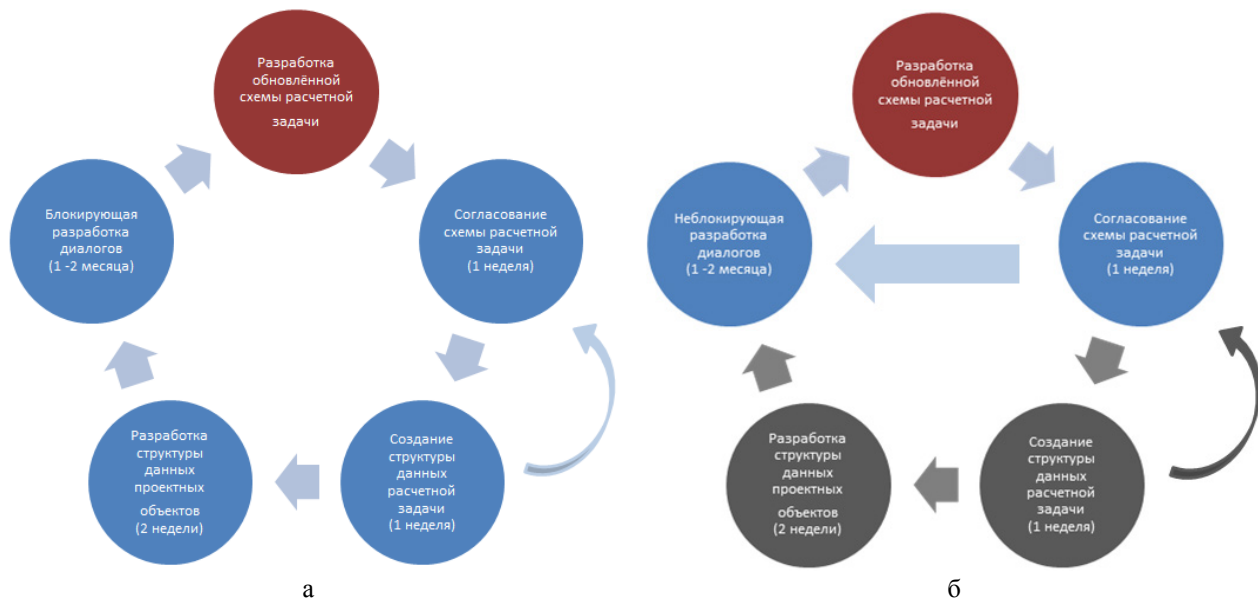 Разработка
обновлённой
схемы расчетной
задачи
Согласование
схемы расчетной
задачи
(1 неделя)
Создание
структуры
данных
расчетной
задачи
(1 неделя)
Разработка
структуры
данных
проектных
объектов
(2 недели)
Блокирующая
разработка
диалогов
(1 -2 месяца)
а
Разработка
обновлённой
схемы расчетной
задачи
Согласование
схемы расчетной
задачи
(1 неделя)
Создание
структуры
данных
расчетной
задачи
(1 неделя)
Разработка
структуры
данных
проектных
объектов
(2 недели)
Неблокирующая
разработка
диалогов
(1 -2 месяца)
б